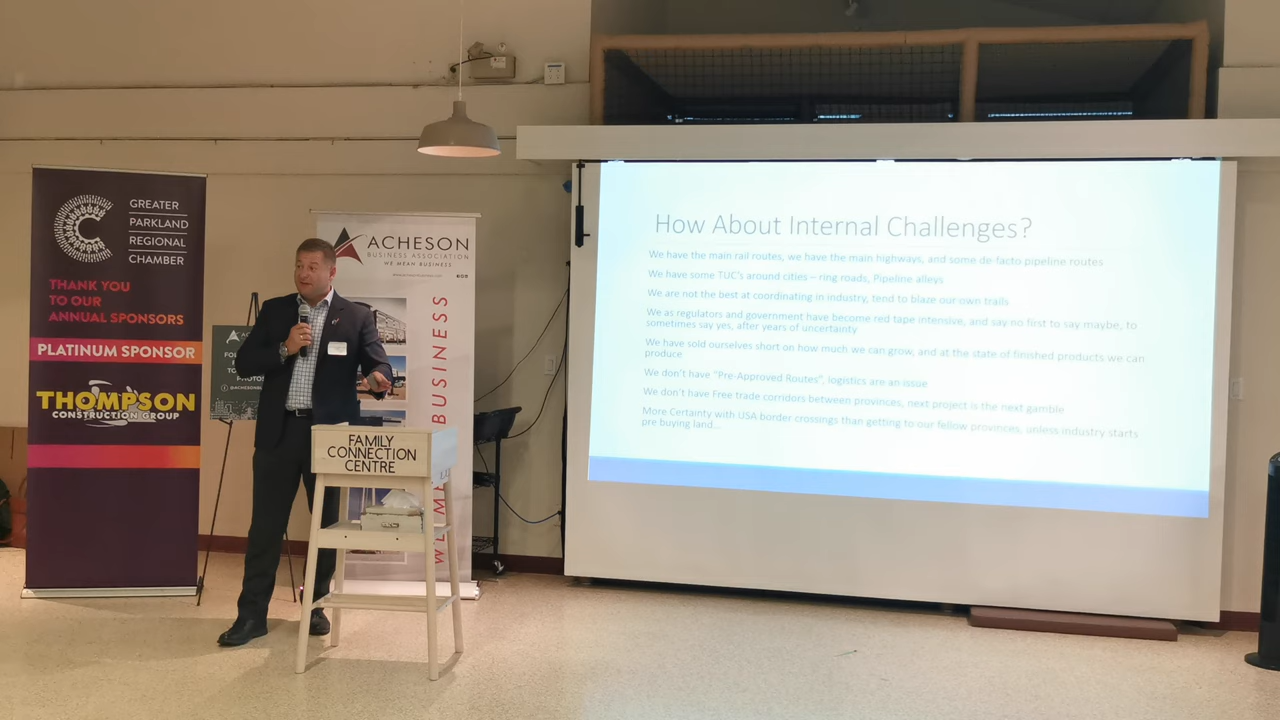 GREATER
PARKLAND
REGIONAL
CHAMBER
THANK YOU
TO OUR
ANNUAL SPONSORS
PLATINUM SPONSOR
THOMPSON
CONSTRUCTION GROUP
ACHESON
BUSINESS ASSOCIATION
WE MEAN BUSINESS
BUSINESS
FAMILY
CONNECTION
CENTRE
How About Internal Challenges?
We have the main rail routes, we have the main highways, and some de-facto pipeline routes
We have some TUC's around cities – ring roads, Pipeline alleys
We are not the best at coordinating in industry, tend to blaze our own trails
We as regulators and government have become red tape intensive, and say no first to say maybe, to
sometimes say yes, after years of uncertainty
We have sold ourselves short on how much we can grow, and at the state of finished products we can
produce
We don't have "Pre-Approved Routes", logistics are an issue
We don't have Free trade corridors between provinces, next project is the next gamble
More Certainty with USA border crossings than getting to our fellow provinces, unless industry starts
pre buying land...